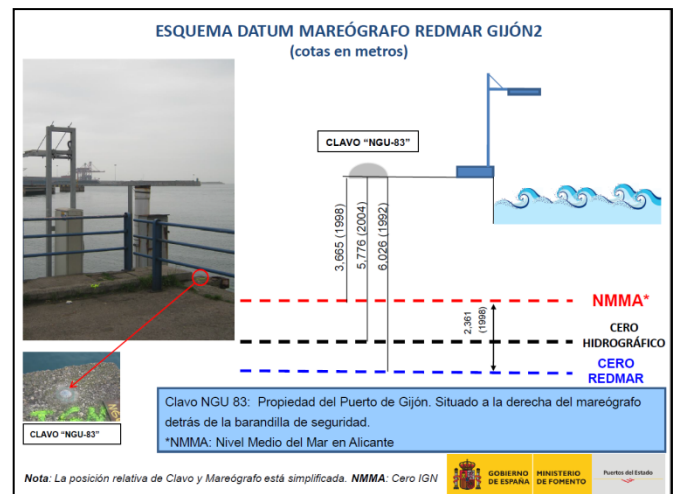 ESQUEMA DATUM MAREÓGRAFO REDMAR GIJÓN2
(cotas en metros)
CLAVO "NGU-83"
3,665 (1998)
5,776 (2004)
6,026 (1992)
NMMA*
2,361
(1998)
CERO
HIDROGRÁFICO
CERO
REDMAR
CLAVO "NGU-83"
Clavo NGU 83: Propiedad del Puerto de Gijón. Situado a la derecha del mareógrafo
detrás de la barandilla de seguridad.
*NMMA: Nivel Medio del Mar en Alicante
Nota: La posición relativa de Clavo y Mareógrafo está simplificada. NMMA: Cero IGN
GOBIERNO
DE ESPAÑA
MINISTERIO
DE FOMENTO
Puertos del Estado